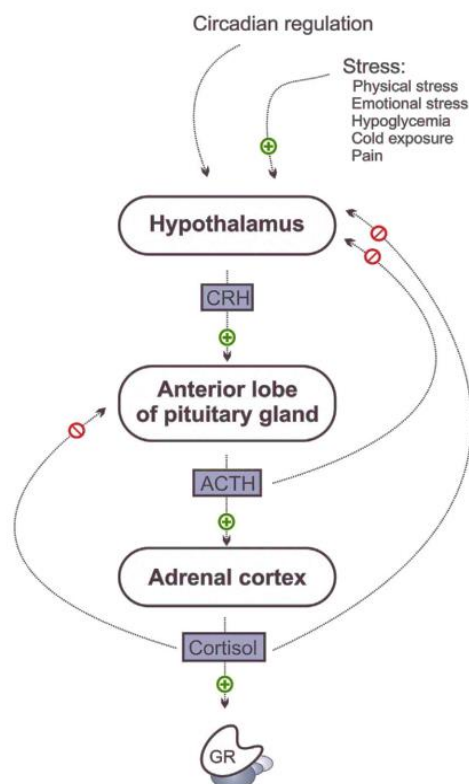 Circadian regulation
Stress:
Physical stress
Emotional stress
Hypoglycemia
Cold exposure
Pain
Hypothalamus
CRH
Anterior lobe
of pituitary gland
ACTH
Adrenal cortex
Cortisol
GR